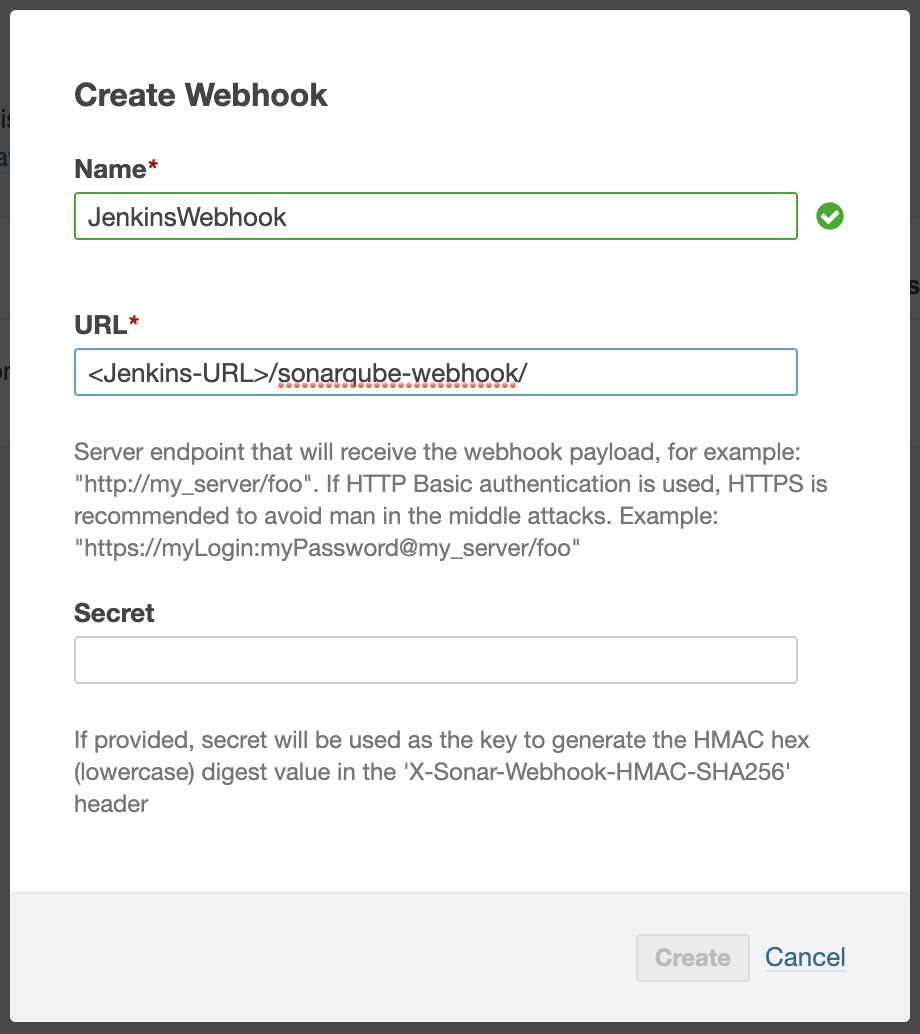 Create Webhook
Name*
JenkinsWebhook
URL*
<Jenkins-URL>/sonarqube-webhook/
Server endpoint that will receive the webhook payload, for example:
"http://my_server/foo". If HTTP Basic authentication is used, HTTPS is
recommended to avoid man in the middle attacks. Example:
"https://myLogin:myPassword@my_server/foo"
Secret
If provided, secret will be used as the key to generate the HMAC hex
(lowercase) digest value in the 'X-Sonar-Webhook-HMAC-SHA256'
header
Create Cancel